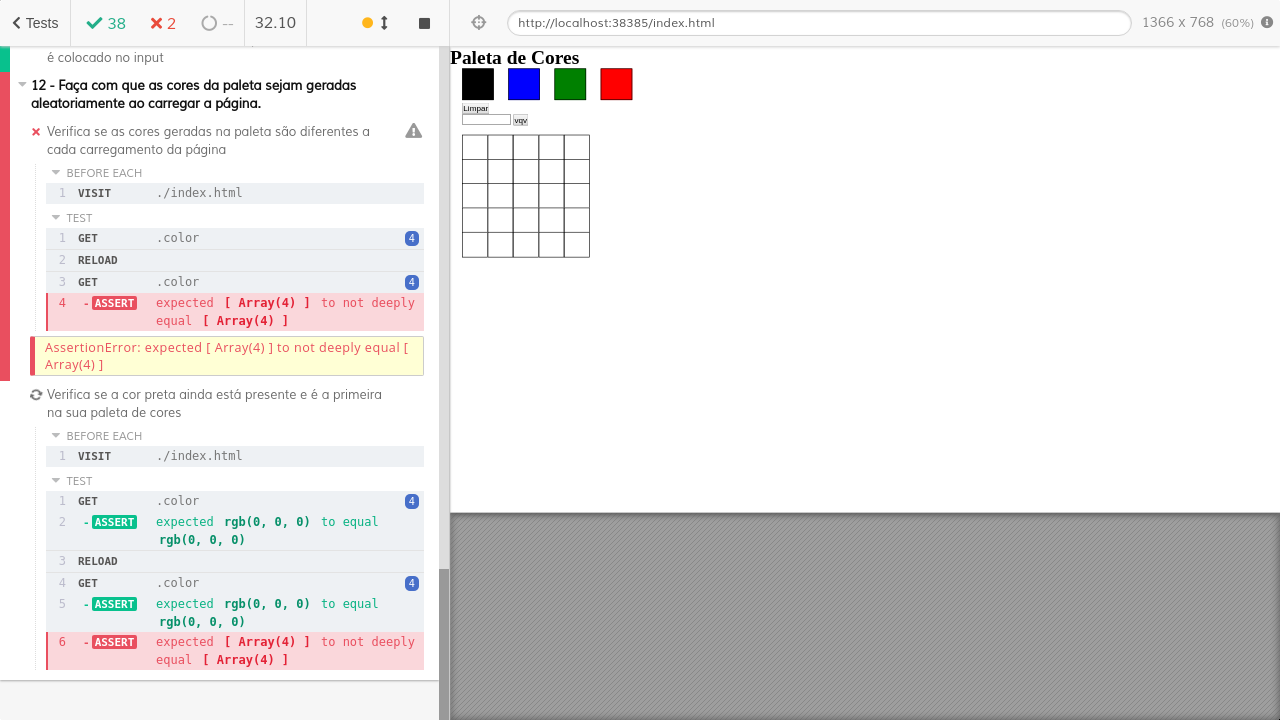 Tests
38
2
--
32.10
http://localhost:38385/index.html
1366 x 768 (60%)
é colocado no input
12 - Faça com que as cores da paleta sejam geradas
aleatoriamente ao carregar a página.
Verifica se as cores geradas na paleta são diferentes a
cada carregamento da página
BEFORE EACH
1 VISIT ./index.html
TEST
1 GET .color 4
2 RELOAD
3 GET .color 4
4 -ASSERT expected [ Array(4) ] to not deeply
equal [ Array(4) ]
AssertionError: expected [ Array(4) ] to not deeply equal [
Array(4) ]
Verifica se a cor preta ainda está presente e é a primeira
na sua paleta de cores
BEFORE EACH
1 VISIT ./index.html
TEST
1 GET .color 4
2 -ASSERT expected rgb(0, 0, 0) to equal
rgb(0, 0, 0)
3 RELOAD
4 GET .color 4
5 -ASSERT expected rgb(0, 0, 0) to equal
rgb(0, 0, 0)
6 -ASSERT expected [ Array(4) ] to not deeply
equal [ Array(4) ]
Paleta de Cores
Limpar
vqv